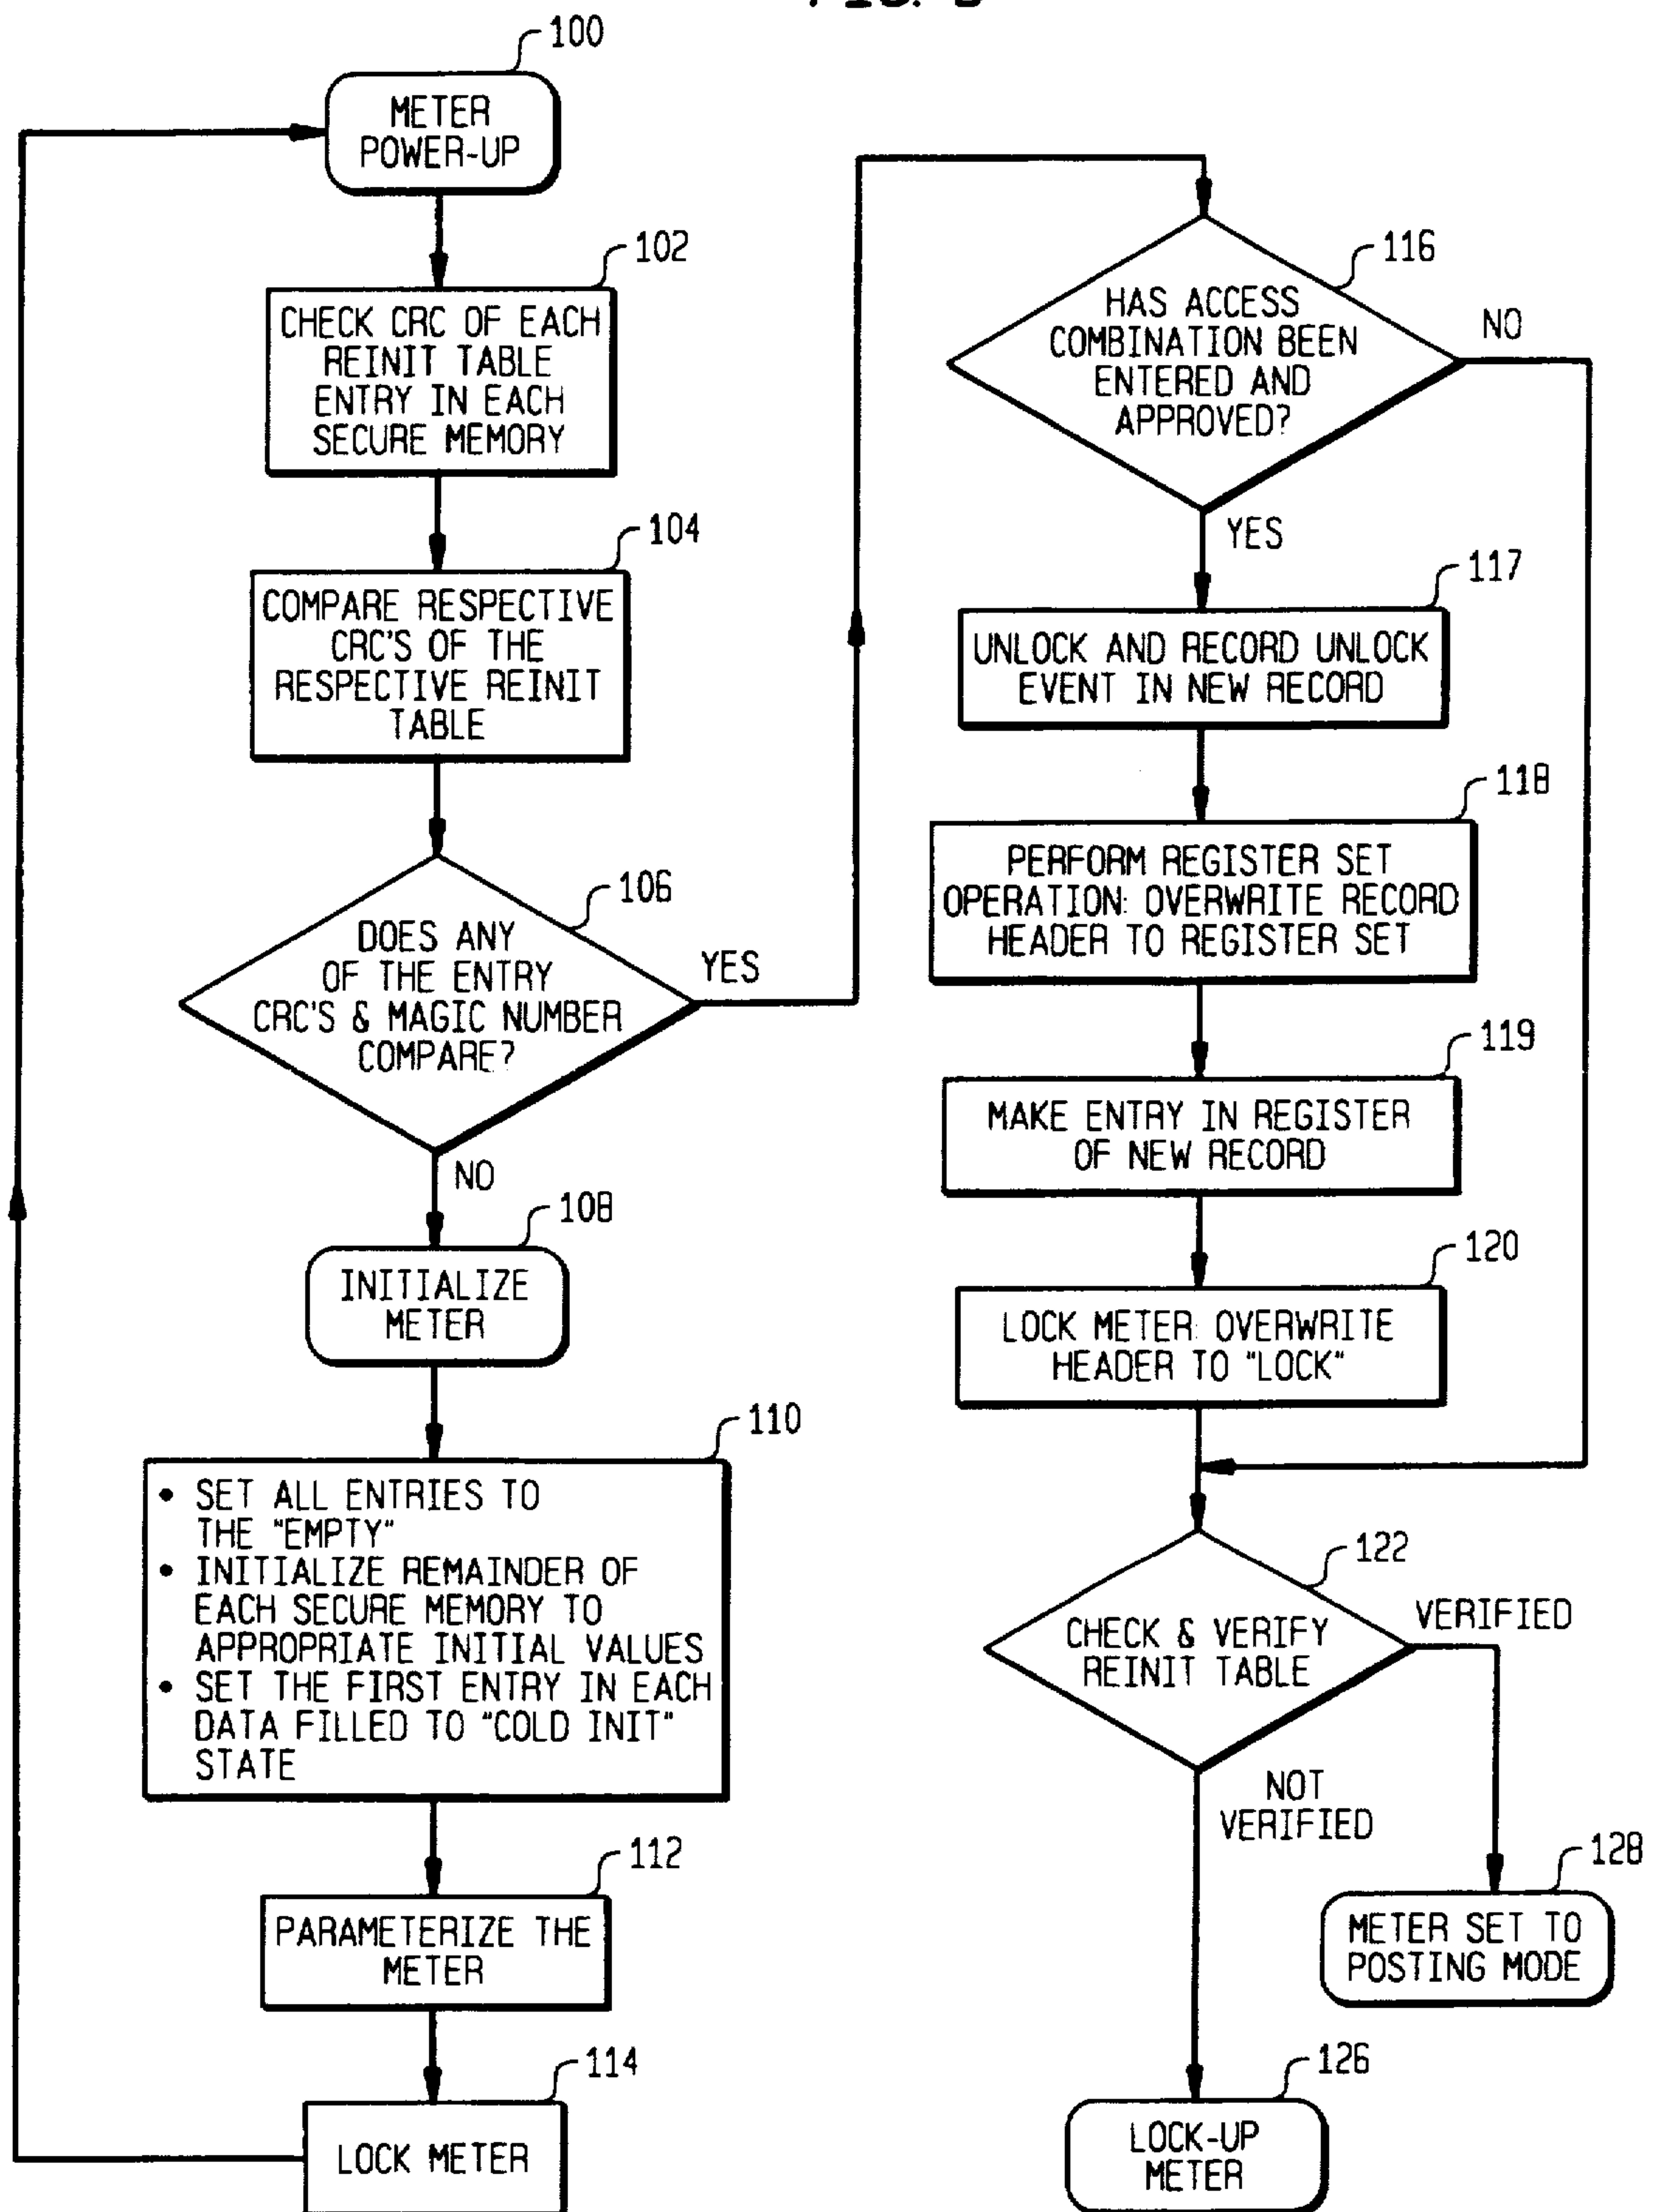 100
METER
POWER-UP
102
CHECK CRC OF EACH
REINIT TABLE
ENTRY IN EACH
SECURE MEMORY
104
COMPARE RESPECTIVE
CRC'S OF THE
RESPECTIVE REINIT
TABLE
106
DOES ANY
OF THE ENTRY
CRC'S & MAGIC NUMBER
COMPARE?
YES
NO
108
INITIALIZE
METER
110
• SET ALL ENTRIES TO
THE "EMPTY"
• INITIALIZE REMAINDER OF
EACH SECURE MEMORY TO
APPROPRIATE INITIAL VALUES
• SET THE FIRST ENTRY IN EACH
DATA FILLED TO "COLD INIT"
STATE
112
PARAMETERIZE THE
METER
114
LOCK METER
116
HAS ACCESS
COMBINATION BEEN
ENTERED AND
APPROVED?
NO
YES
117
UNLOCK AND RECORD UNLOCK
EVENT IN NEW RECORD
118
PERFORM REGISTER SET
OPERATION: OVERWRITE RECORD
HEADER TO REGISTER SET
119
MAKE ENTRY IN REGISTER
OF NEW RECORD
120
LOCK METER: OVERWRITE
HEADER TO "LOCK"
122
CHECK & VERIFY
REINIT TABLE
VERIFIED
NOT
VERIFIED
128
METER SET TO
POSTING MODE
126
LOCK-UP
METER